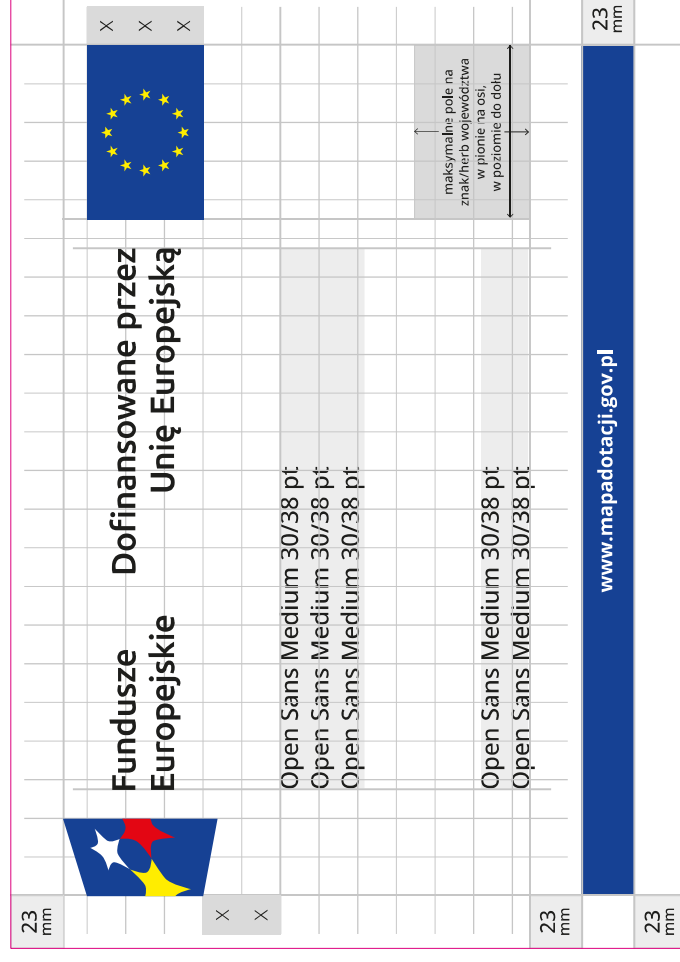 23
mm
Fundusze
Europejskie
Dofinansowane przez
Unię Europejską
X
X
X
X
X
Open Sans Medium 30/38 pt
Open Sans Medium 30/38 pt
Open Sans Medium 30/38 pt
maksymalne pole na
znak/herb województwa
w pionie na osi,
w poziomie do dołu
Open Sans Medium 30/38 pt
Open Sans Medium 30/38 pt
23
mm
www.mapadotacji.gov.pl
23
mm
23
mm